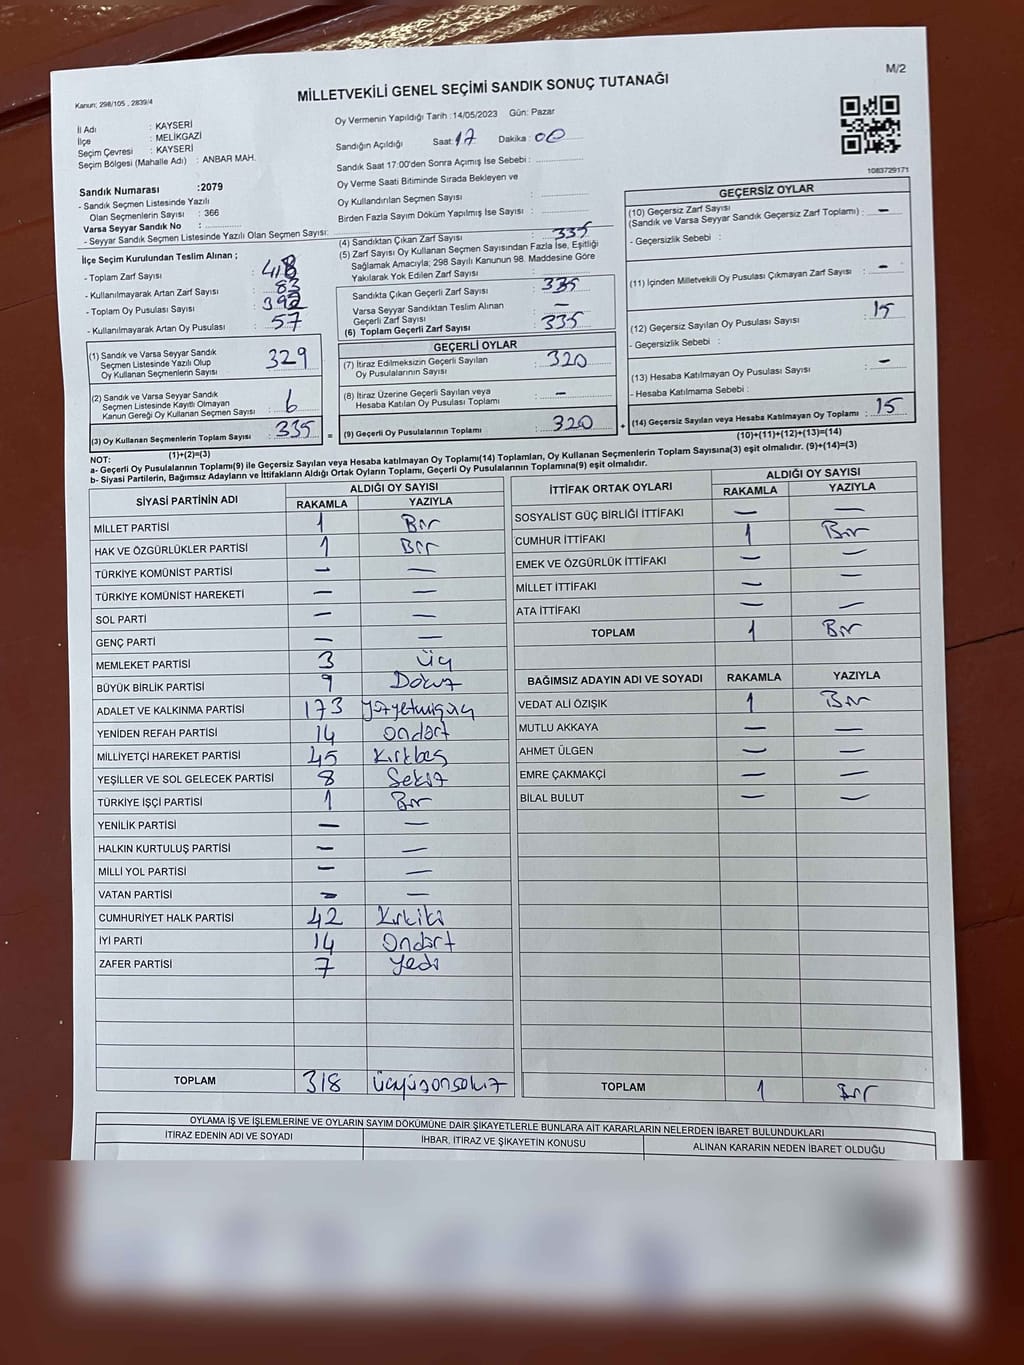 M/2
Kanun; 298/105 , 2839/4
MİLLETVEKİLİ GENEL SEÇİMİ SANDIK SONUÇ TUTANAĞI
İl Adı : KAYSERİ
İlçe : MELİKGAZİ
Seçim Çevresi : KAYSERİ
Seçim Bölgesi (Mahalle Adı) : ANBAR MAH.
Sandık Numarası :2079
- Sandık Seçmen Listesinde Yazılı
Olan Seçmenlerin Sayısı : 366
Varsa Seyyar Sandık No :
- Seyyar Sandık Seçmen Listesinde Yazılı Olan Seçmen Sayısı:
Oy Vermenin Yapıldığı Tarih :14/05/2023 Gün: Pazar
Sandığın Açıldığı Saat: 17 Dakika : 00
Sandık Saat 17:00'den Sonra Açımış İse Sebebi :
Oy Verme Saati Bitiminde Sırada Bekleyen ve
Oy Kullandırılan Seçmen Sayısı :
Birden Fazla Sayım Döküm Yapılmış İse Sayısı :
1083729171
İlçe Seçim Kurulundan Teslim Alınan ;
- Toplam Zarf Sayısı : 418
- Kullanılmayarak Artan Zarf Sayısı : 83
- Toplam Oy Pusulası Sayısı : 392
- Kullanılmayarak Artan Oy Pusulası : 57
(1) Sandık ve Varsa Seyyar Sandık
Seçmen Listesinde Yazılı Olup
Oy Kullanan Seçmenlerin Sayısı 329
(2) Sandık ve Varsa Seyyar Sandık
Seçmen Listesinde Kayıtlı Olmayan
Kanun Gereği Oy Kullanan Seçmen Sayısı 6
(3) Oy Kullanan Seçmenlerin Toplam Sayısı : 335
(1)+(2)=(3)
(4) Sandıktan Çıkan Zarf Sayısı : 335
(5) Zarf Sayısı Oy Kullanan Seçmen Sayısından Fazla İse, Eşitliği
Sağlamak Amacıyla; 298 Sayılı Kanunun 98. Maddesine Göre
Yakılarak Yok Edilen Zarf Sayısı :
Sandıkta Çıkan Geçerli Zarf Sayısı : 335
Varsa Seyyar Sandıktan Teslim Alınan
Geçerli Zarf Sayısı : —
(6) Toplam Geçerli Zarf Sayısı : 335
GEÇERLİ OYLAR
(7) İtiraz Edilmeksizin Geçerli Sayılan
Oy Pusulalarının Sayısı : 320
(8) İtiraz Üzerine Geçerli Sayılan veya
Hesaba Katılan Oy Pusulası Toplamı : —
= (9) Geçerli Oy Pusulalarının Toplamı : 320
GEÇERSİZ OYLAR
(10) Geçersiz Zarf Sayısı
(Sandık ve Varsa Seyyar Sandık Geçersiz Zarf Toplamı) : —
- Geçersizlik Sebebi :
(11) İçinden Milletvekili Oy Pusulası Çıkmayan Zarf Sayısı : —
(12) Geçersiz Sayılan Oy Pusulası Sayısı : 15
- Geçersizlik Sebebi :
(13) Hesaba Katılmayan Oy Pusulası Sayısı : —
- Hesaba Katılmama Sebebi :
+ (14) Geçersiz Sayılan veya Hesaba Katılmayan Oy Toplamı : 15
(10)+(11)+(12)+(13)=(14)
NOT:
a- Geçerli Oy Pusulalarının Toplamı(9) ile Geçersiz Sayılan veya Hesaba katılmayan Oy Toplamı(14) Toplamları, Oy Kullanan Seçmenlerin Toplam Sayısına(3) eşit olmalıdır. (9)+(14)=(3)
b- Siyasi Partilerin, Bağımsız Adayların ve İttifakların Aldığı Ortak Oyların Toplamı, Geçerli Oy Pusulalarının Toplamına(9) eşit olmalıdır.
SİYASİ PARTİNİN ADI ALDIĞI OY SAYISI
RAKAMLA YAZIYLA
MİLLET PARTİSİ 1 Bir
HAK VE ÖZGÜRLÜKLER PARTİSİ 1 Bir
TÜRKİYE KOMÜNİST PARTİSİ — —
TÜRKİYE KOMÜNİST HAREKETİ — —
SOL PARTİ — —
GENÇ PARTİ — —
MEMLEKET PARTİSİ 3 Üç
BÜYÜK BİRLİK PARTİSİ 9 Dokuz
ADALET VE KALKINMA PARTİSİ 173 yüzyetmişüç
YENİDEN REFAH PARTİSİ 14 ondört
MİLLİYETÇİ HAREKET PARTİSİ 45 Kırkbeş
YEŞİLLER VE SOL GELECEK PARTİSİ 8 Sekiz
TÜRKİYE İŞÇİ PARTİSİ 1 Bir
YENİLİK PARTİSİ — —
HALKIN KURTULUŞ PARTİSİ — —
MİLLİ YOL PARTİSİ — —
VATAN PARTİSİ — —
CUMHURİYET HALK PARTİSİ 42 Kırkiki
İYİ PARTİ 14 Ondört
ZAFER PARTİSİ 7 Yedi
TOPLAM 318 üçyüzonsekiz
İTTİFAK ORTAK OYLARI ALDIĞI OY SAYISI
RAKAMLA YAZIYLA
SOSYALİST GÜÇ BİRLİĞİ İTTİFAKI — —
CUMHUR İTTİFAKI 1 Bir
EMEK VE ÖZGÜRLÜK İTTİFAKI — —
MİLLET İTTİFAKI — —
ATA İTTİFAKI — —
TOPLAM 1 Bir
BAĞIMSIZ ADAYIN ADI VE SOYADI RAKAMLA YAZIYLA
VEDAT ALİ ÖZIŞIK 1 Bir
MUTLU AKKAYA — —
AHMET ÜLGEN — —
EMRE ÇAKMAKÇİ — —
BİLAL BULUT — —
TOPLAM 1 Bir
OYLAMA İŞ VE İŞLEMLERİNE VE OYLARIN SAYIM DÖKÜMÜNE DAİR ŞİKAYETLERLE BUNLARA AİT KARARLARIN NELERDEN İBARET BULUNDUKLARI
İTİRAZ EDENİN ADI VE SOYADI İHBAR, İTİRAZ VE ŞİKAYETİN KONUSU ALINAN KARARIN NEDEN İBARET OLDUĞU